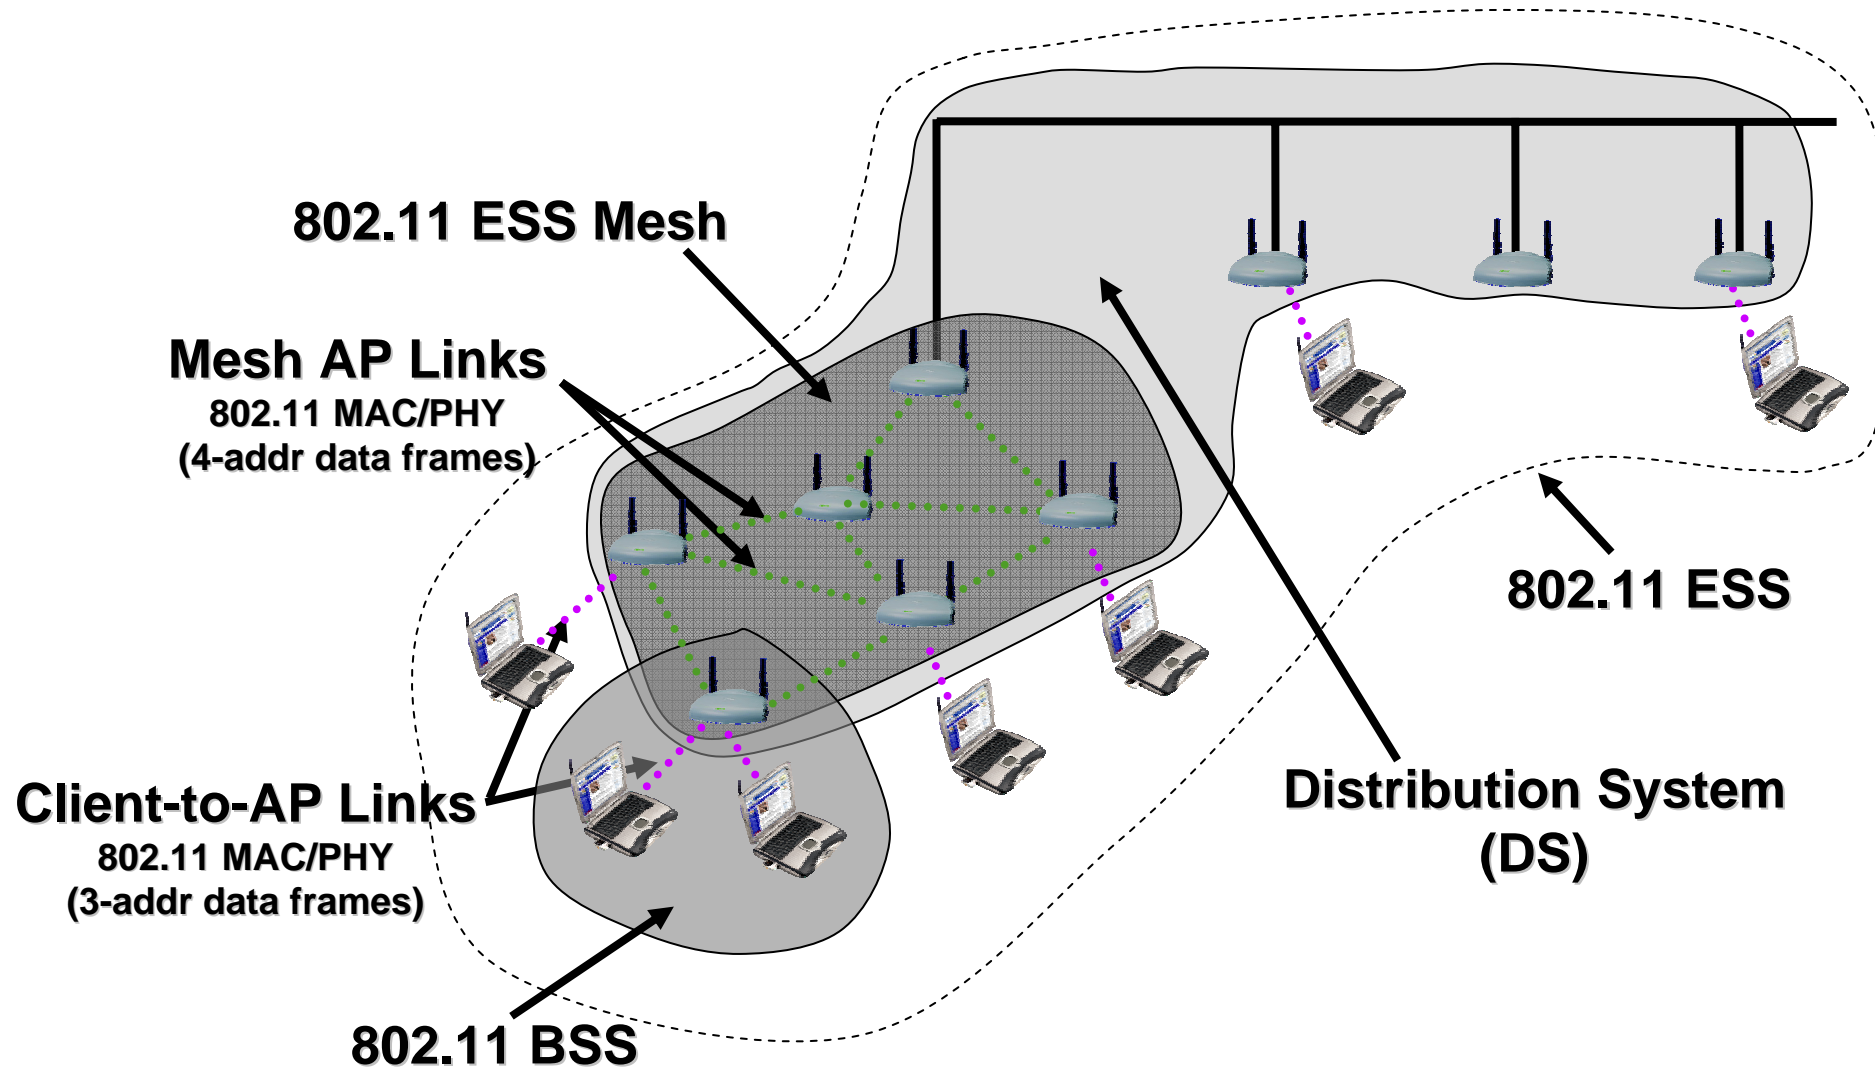 802.11 ESS Mesh
Mesh AP Links
802.11 MAC/PHY
(4-addr data frames)
802.11 ESS
Client-to-AP Links
802.11 MAC/PHY
(3-addr data frames)
Distribution System
(DS)
802.11 BSS